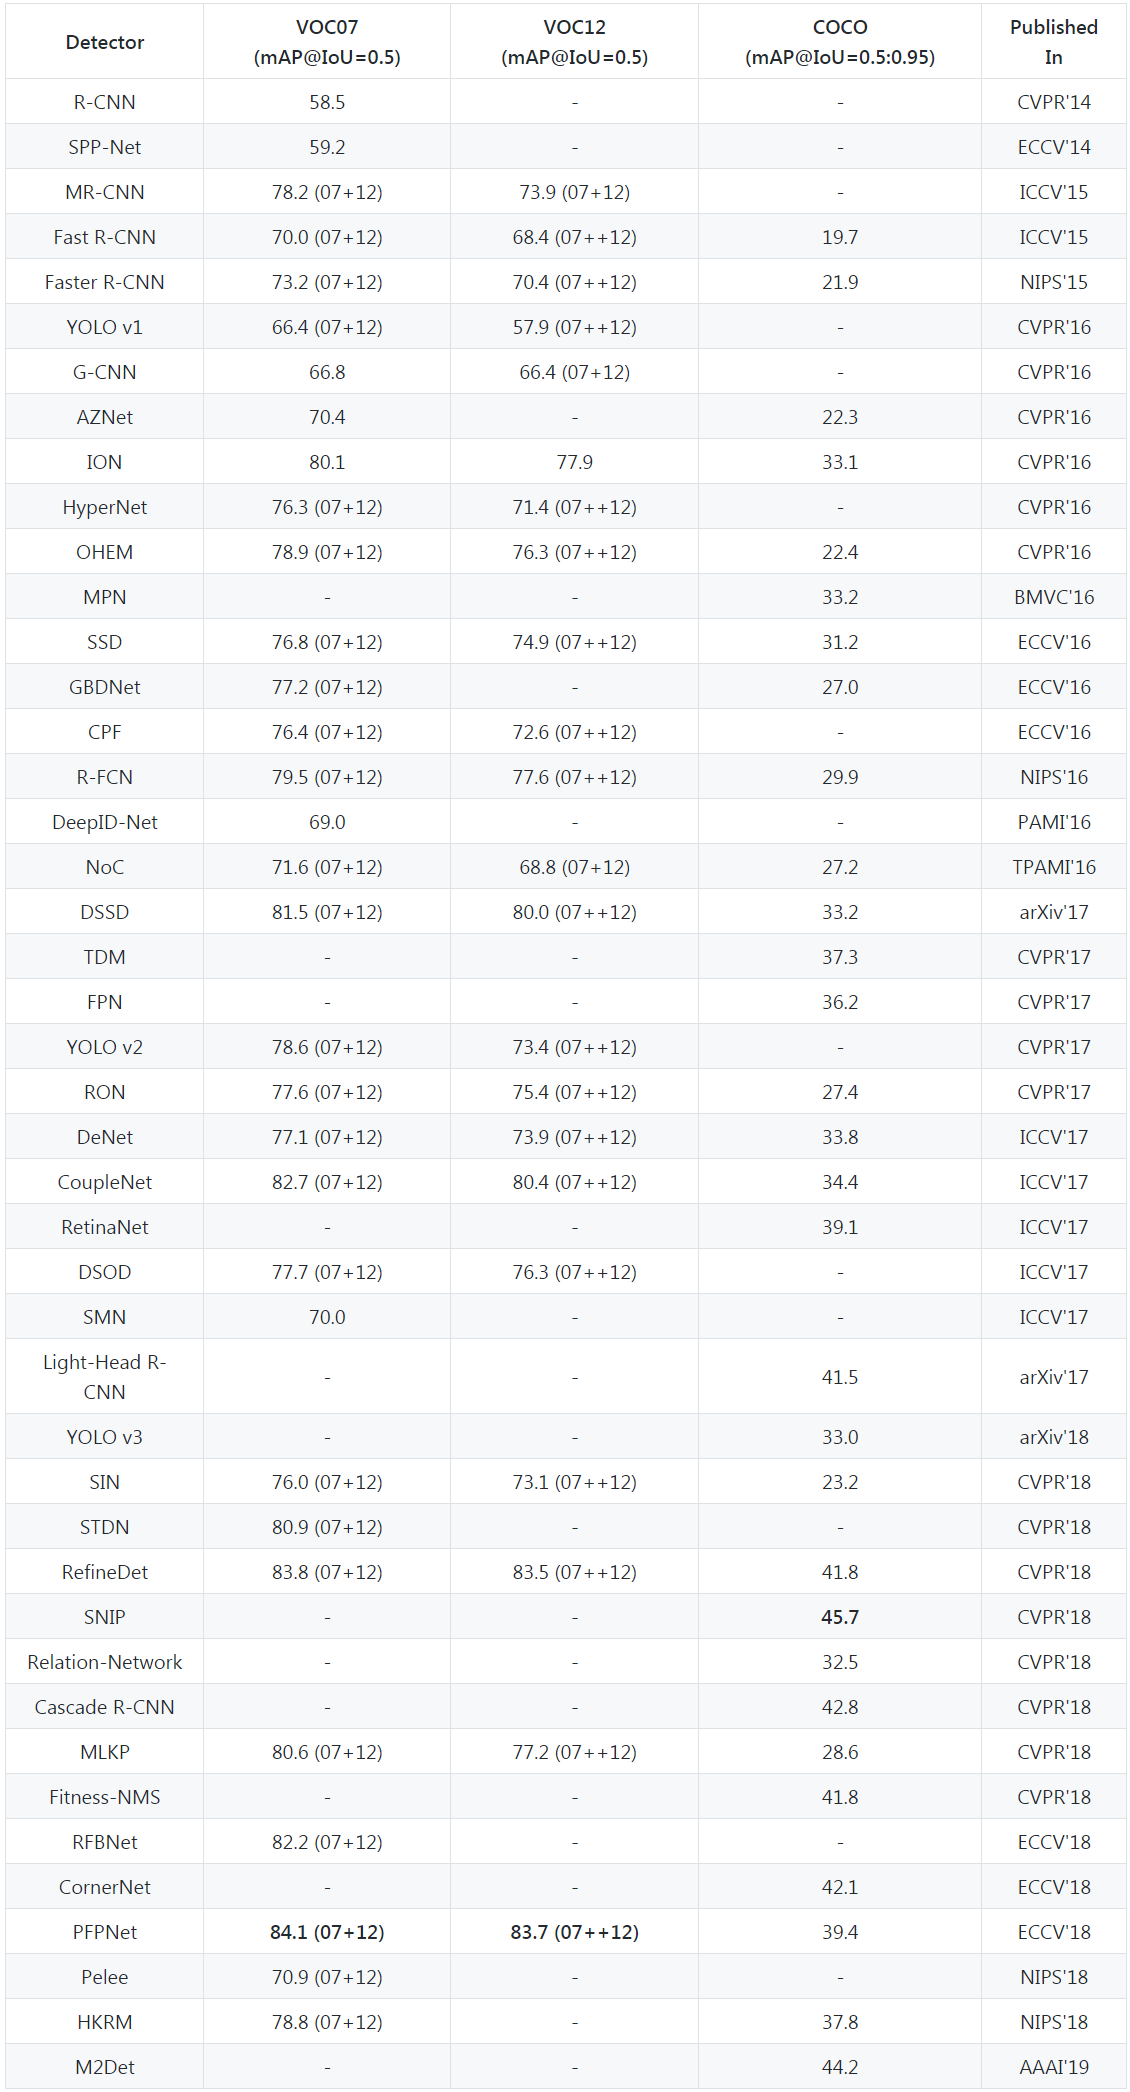 Detector VOC07 (mAP@IoU=0.5) VOC12 (mAP@IoU=0.5) COCO (mAP@IoU=0.5:0.95) Published In
R-CNN 58.5 - - CVPR'14
SPP-Net 59.2 - - ECCV'14
MR-CNN 78.2 (07+12) 73.9 (07+12) - ICCV'15
Fast R-CNN 70.0 (07+12) 68.4 (07++12) 19.7 ICCV'15
Faster R-CNN 73.2 (07+12) 70.4 (07++12) 21.9 NIPS'15
YOLO v1 66.4 (07+12) 57.9 (07++12) - CVPR'16
G-CNN 66.8 66.4 (07+12) - CVPR'16
AZNet 70.4 - 22.3 CVPR'16
ION 80.1 77.9 33.1 CVPR'16
HyperNet 76.3 (07+12) 71.4 (07++12) - CVPR'16
OHEM 78.9 (07+12) 76.3 (07++12) 22.4 CVPR'16
MPN - - 33.2 BMVC'16
SSD 76.8 (07+12) 74.9 (07++12) 31.2 ECCV'16
GBDNet 77.2 (07+12) - 27.0 ECCV'16
CPF 76.4 (07+12) 72.6 (07++12) - ECCV'16
R-FCN 79.5 (07+12) 77.6 (07++12) 29.9 NIPS'16
DeepID-Net 69.0 - - PAMI'16
NoC 71.6 (07+12) 68.8 (07+12) 27.2 TPAMI'16
DSSD 81.5 (07+12) 80.0 (07++12) 33.2 arXiv'17
TDM - - 37.3 CVPR'17
FPN - - 36.2 CVPR'17
YOLO v2 78.6 (07+12) 73.4 (07++12) - CVPR'17
RON 77.6 (07+12) 75.4 (07++12) 27.4 CVPR'17
DeNet 77.1 (07+12) 73.9 (07++12) 33.8 ICCV'17
CoupleNet 82.7 (07+12) 80.4 (07++12) 34.4 ICCV'17
RetinaNet - - 39.1 ICCV'17
DSOD 77.7 (07+12) 76.3 (07++12) - ICCV'17
SMN 70.0 - - ICCV'17
Light-Head R-
CNN - - 41.5 arXiv'17
YOLO v3 - - 33.0 arXiv'18
SIN 76.0 (07+12) 73.1 (07++12) 23.2 CVPR'18
STDN 80.9 (07+12) - - CVPR'18
RefineDet 83.8 (07+12) 83.5 (07++12) 41.8 CVPR'18
SNIP - - 45.7 CVPR'18
Relation-Network - - 32.5 CVPR'18
Cascade R-CNN - - 42.8 CVPR'18
MLKP 80.6 (07+12) 77.2 (07++12) 28.6 CVPR'18
Fitness-NMS - - 41.8 CVPR'18
RFBNet 82.2 (07+12) - - ECCV'18
CornerNet - - 42.1 ECCV'18
PFPNet 84.1 (07+12) 83.7 (07++12) 39.4 ECCV'18
Pelee 70.9 (07+12) - - NIPS'18
HKRM 78.8 (07+12) - 37.8 NIPS'18
M2Det - - 44.2 AAAI'19